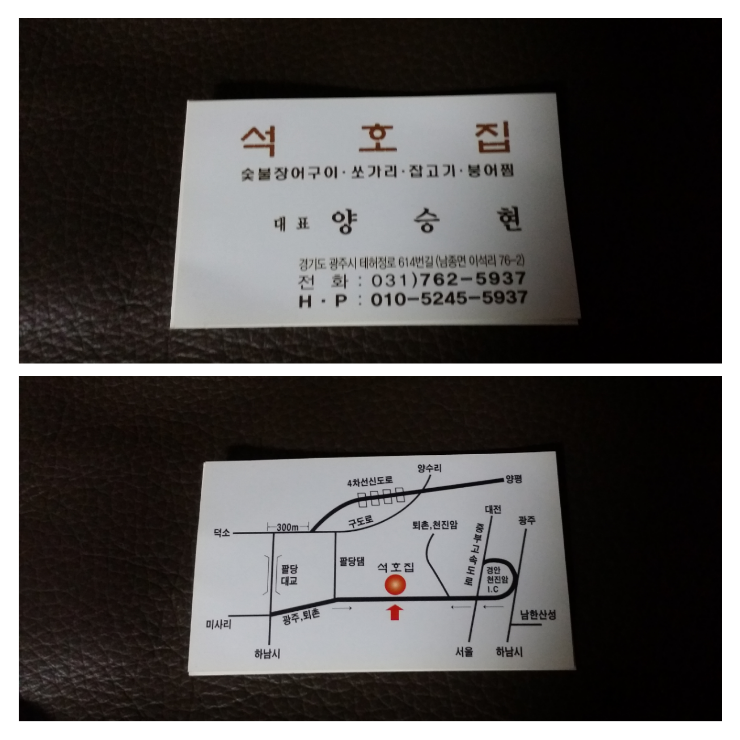 석 호 집
숯불장어구이·쏘가리·잡고기·붕어찜
대표 양 승 현
경기도 광주시 태허정로 614번길 (남종면 이석리 76-2)
전 화 : 031)762-5937
H · P : 010-5245-5937
양수리
4차선신도로
양평
300m
구도로
대전
덕소
퇴촌,천진암
광주
중부고속도로
팔당댐
석호집
팔당
대교
경안
천진암
I.C
광주,퇴촌
미사리
남한산성
하남시
서울
하남시